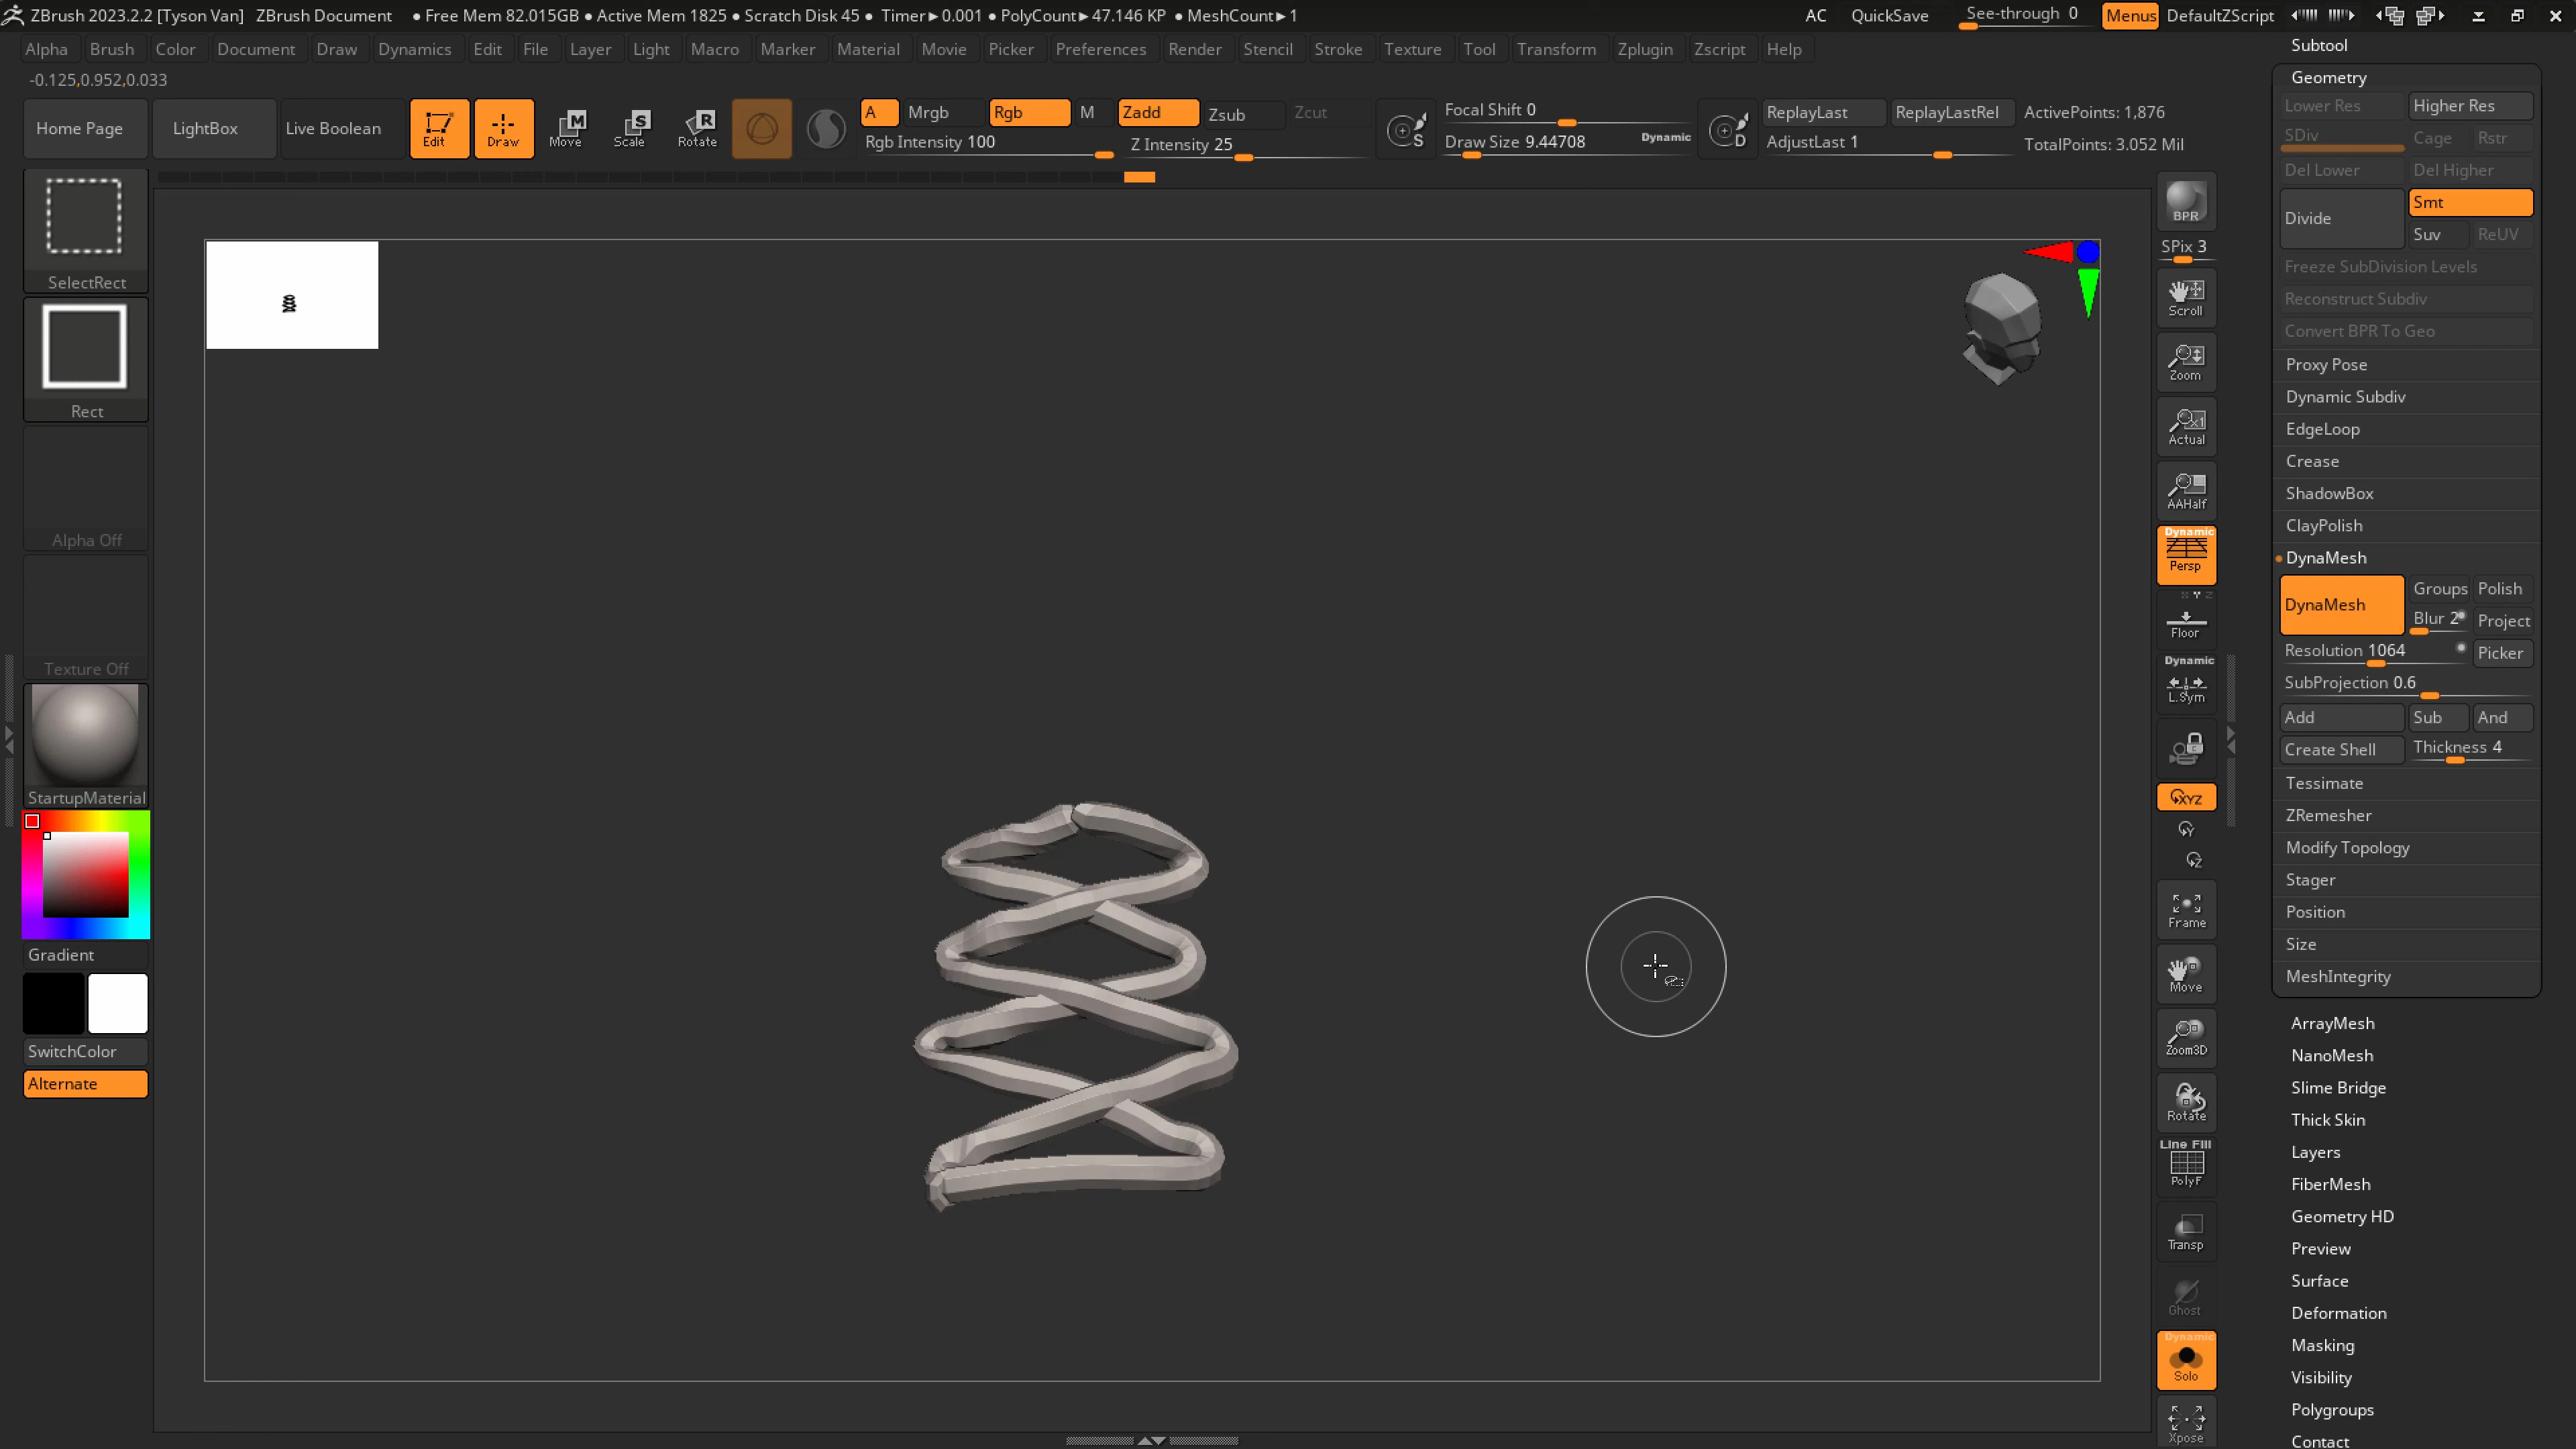 ZBrush 2023.2.2 [Tyson Van] ZBrush Document ● Free Mem 82.015GB ● Active Mem 1825 ● Scratch Disk 45 ● Timer►0.001 ● PolyCount►47.146 KP ● MeshCount►1 AC QuickSave See-through 0 Menus DefaultZScript
Alpha Brush Color Document Draw Dynamics Edit File Layer Light Macro Marker Material Movie Picker Preferences Render Stencil Stroke Texture Tool Transform Zplugin Zscript Help
-0.125,0.952,0.033
Home Page LightBox Live Boolean Edit Draw Move Scale Rotate
A Mrgb Rgb M Zadd Zsub Zcut
Rgb Intensity 100 Z Intensity 25
Focal Shift 0
Draw Size 9.44708 Dynamic
ReplayLast ReplayLastRel ActivePoints: 1,876
AdjustLast 1 TotalPoints: 3.052 Mil
SelectRect
Rect
Alpha Off
Texture Off
StartupMaterial
Gradient
SwitchColor
Alternate
BPR
SPix 3
Scroll
Zoom
Actual
AAHalf
Dynamic
Persp
Floor
Dynamic
L.Sym
XYZ
Y
Z
Frame
Move
Zoom3D
Rotate
Line Fill
PolyF
Transp
Ghost
Dynamic
Solo
Xpose
Subtool
Geometry
Lower Res Higher Res
SDiv Cage Rstr
Del Lower Del Higher
Divide Smt
Suv ReUV
Freeze SubDivision Levels
Reconstruct Subdiv
Convert BPR To Geo
Proxy Pose
Dynamic Subdiv
EdgeLoop
Crease
ShadowBox
ClayPolish
DynaMesh
DynaMesh Groups Polish
Blur 2 Project
Resolution 1064 Picker
SubProjection 0.6
Add Sub And
Create Shell Thickness 4
Tessimate
ZRemesher
Modify Topology
Stager
Position
Size
MeshIntegrity
ArrayMesh
NanoMesh
Slime Bridge
Thick Skin
Layers
FiberMesh
Geometry HD
Preview
Surface
Deformation
Masking
Visibility
Polygroups
Contact